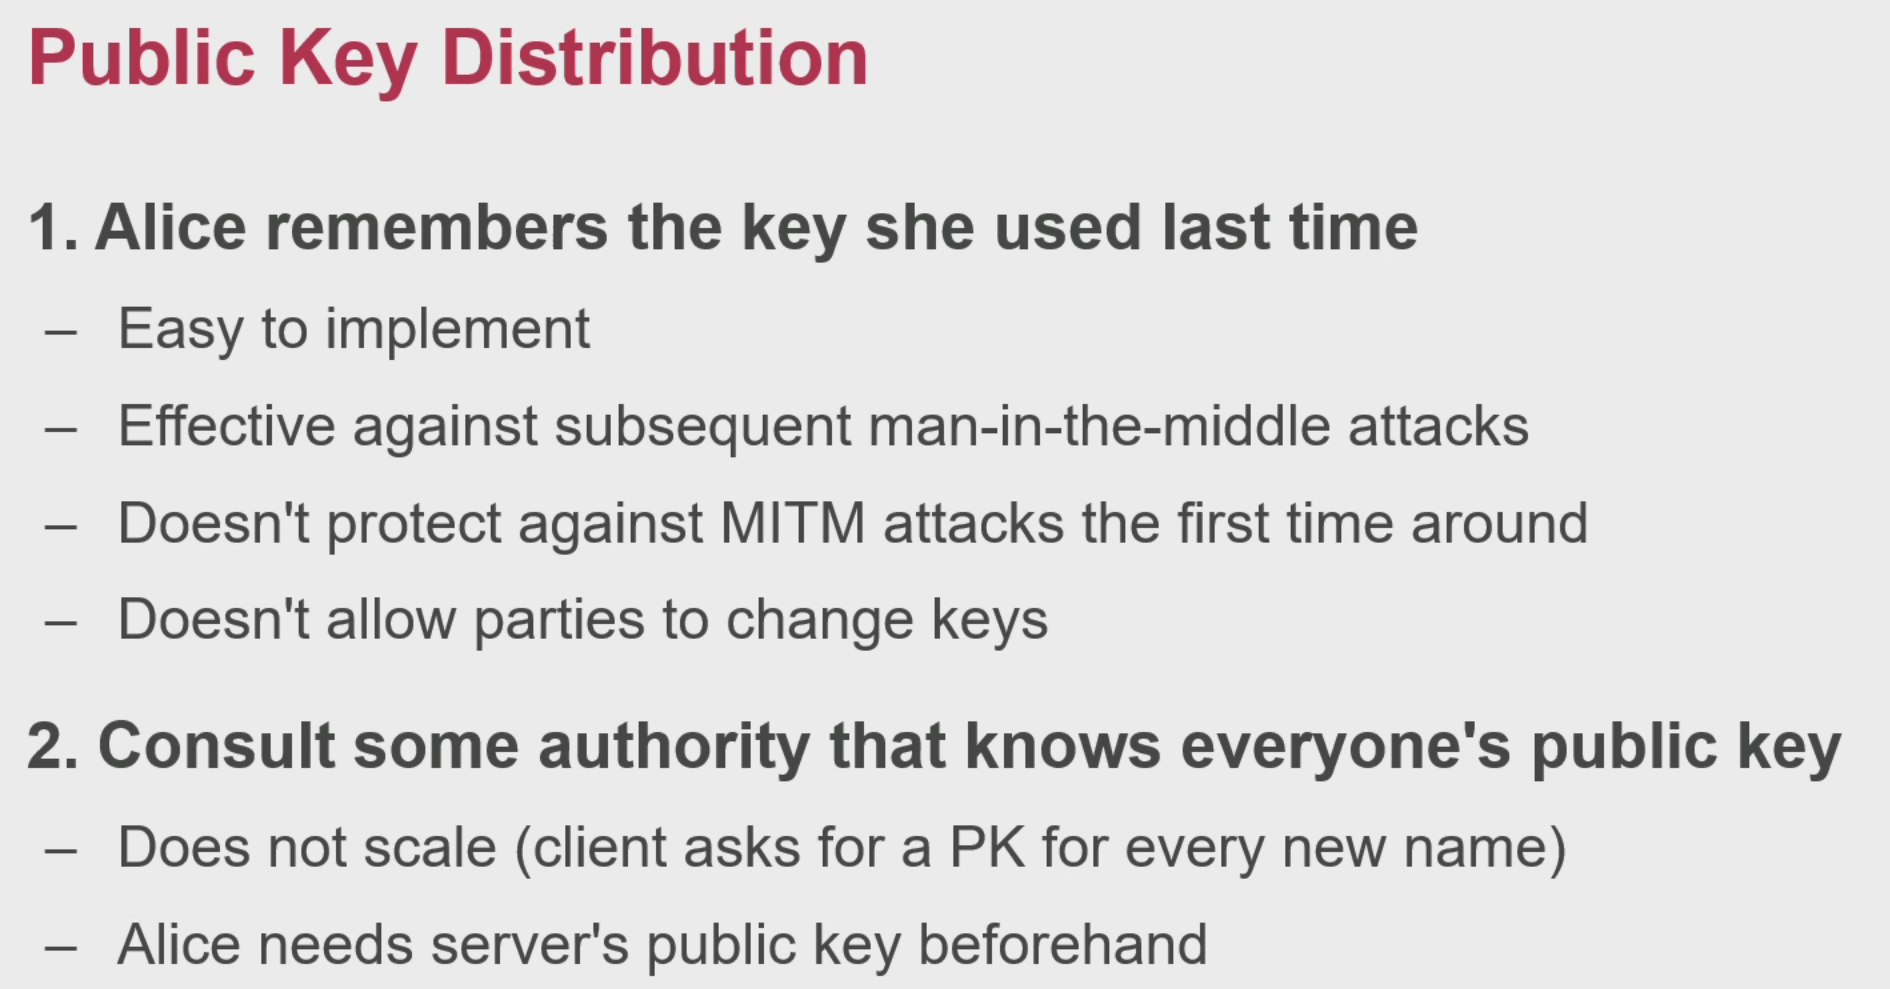 Public Key Distribution
1. Alice remembers the key she used last time
– Easy to implement
– Effective against subsequent man-in-the-middle attacks
– Doesn't protect against MITM attacks the first time around
– Doesn't allow parties to change keys
2. Consult some authority that knows everyone's public key
– Does not scale (client asks for a PK for every new name)
– Alice needs server's public key beforehand